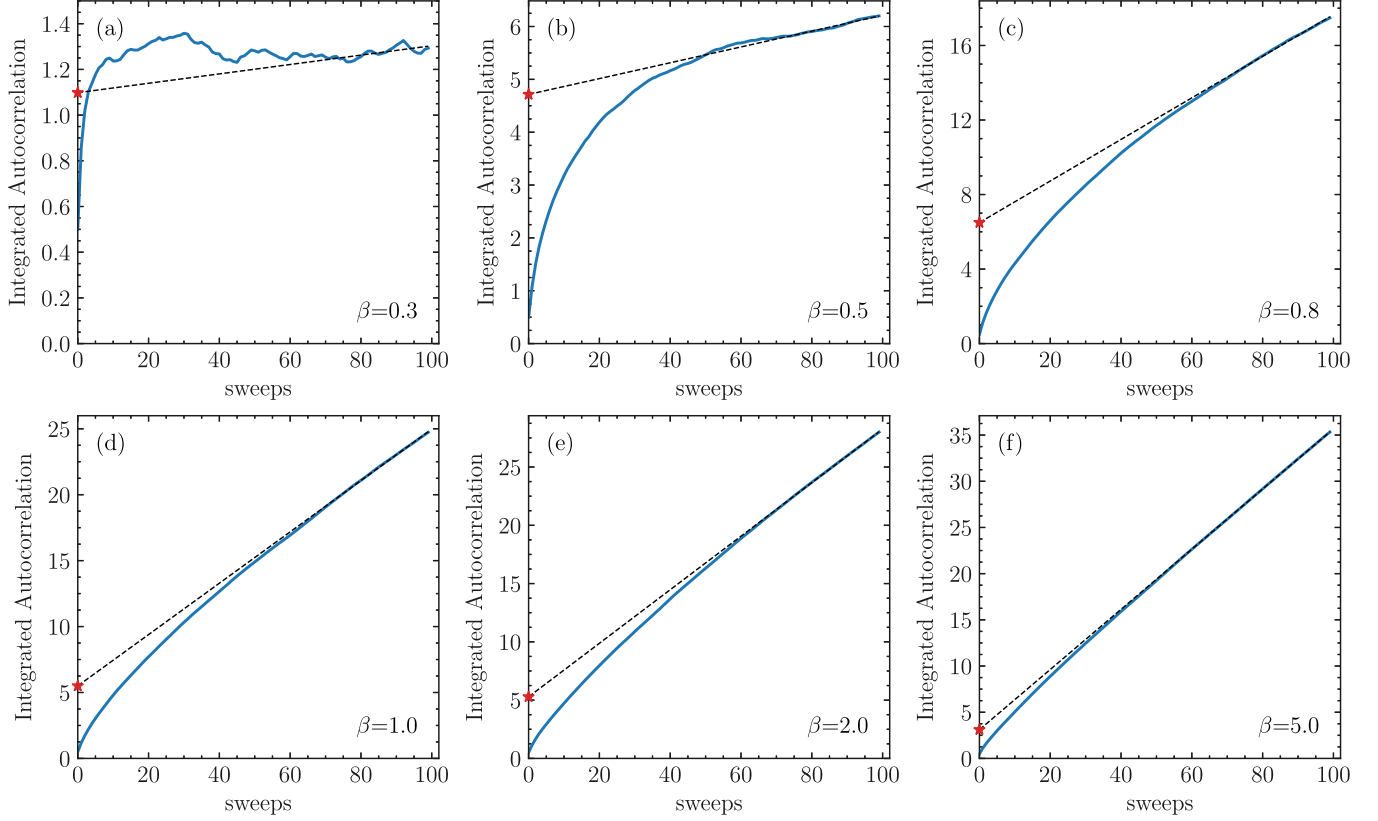 (a)
Integrated Autocorrelation
1.4
1.2
1.0
0.8
0.6
0.4
0.2
0.0
β=0.3
0 20 40 60 80 100
sweeps
(b)
Integrated Autocorrelation
6
5
4
3
2
1
0
β=0.5
0 20 40 60 80 100
sweeps
(c)
Integrated Autocorrelation
16
12
8
4
0
β=0.8
0 20 40 60 80 100
sweeps
(d)
Integrated Autocorrelation
25
20
15
10
5
0
β=1.0
0 20 40 60 80 100
sweeps
(e)
Integrated Autocorrelation
25
20
15
10
5
0
β=2.0
0 20 40 60 80 100
sweeps
(f)
Integrated Autocorrelation
35
30
25
20
15
10
5
0
β=5.0
0 20 40 60 80 100
sweeps